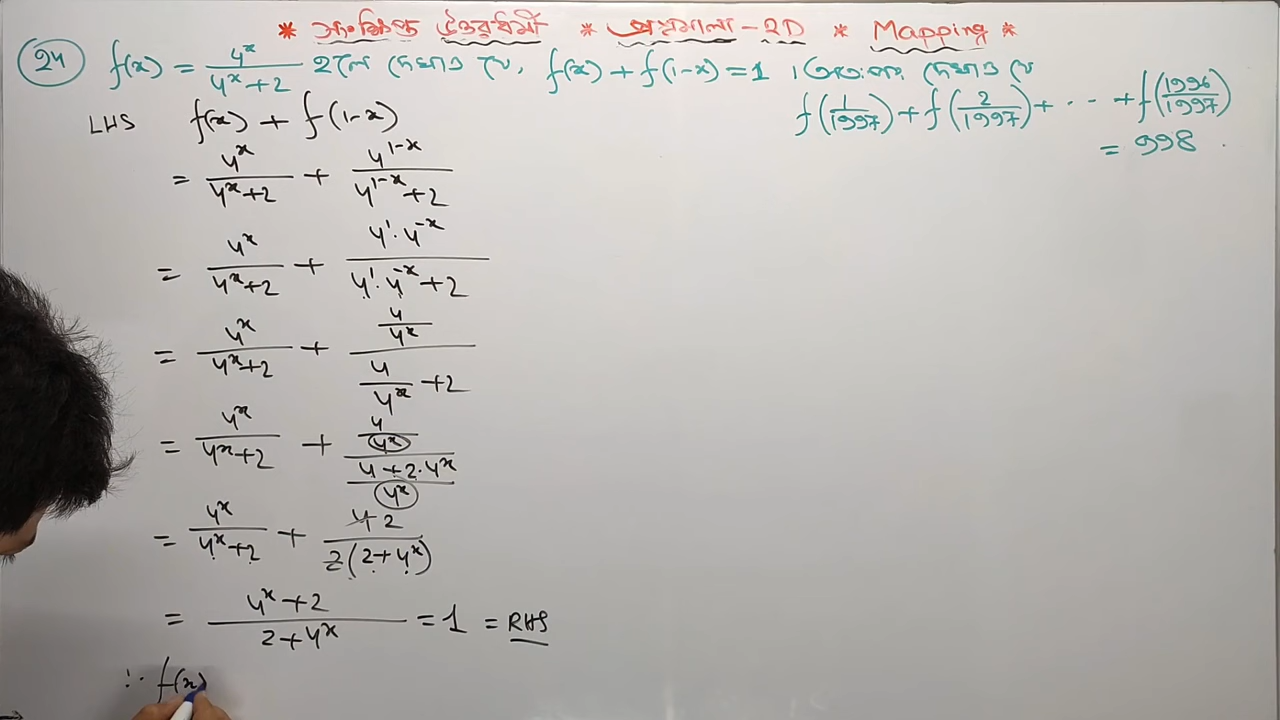 * সংক্ষিপ্ত উত্তরধর্মী * প্রশ্নমালা - 2D * Mapping *
24 f(x) = 4^x/(4^x+2) হলে দেখাও যে, f(x) + f(1-x) = 1 । অতঃপর দেখাও যে
f(1/1997) + f(2/1997) + ... + f(1996/1997)
= 998
LHS f(x) + f(1-x)
= 4^x/(4^x+2) + 4^(1-x)/(4^(1-x)+2)
= 4^x/(4^x+2) + (4^1·4^-x)/(4^1·4^-x+2)
= 4^x/(4^x+2) + (4/4^x)/(4/4^x+2)
= 4^x/(4^x+2) + (4/4^x)/((4+2·4^x)/4^x)
= 4^x/(4^x+2) + 4 2/2(2+4^x)
= (4^x+2)/(2+4^x) = 1 = RHS
∴ f(x)